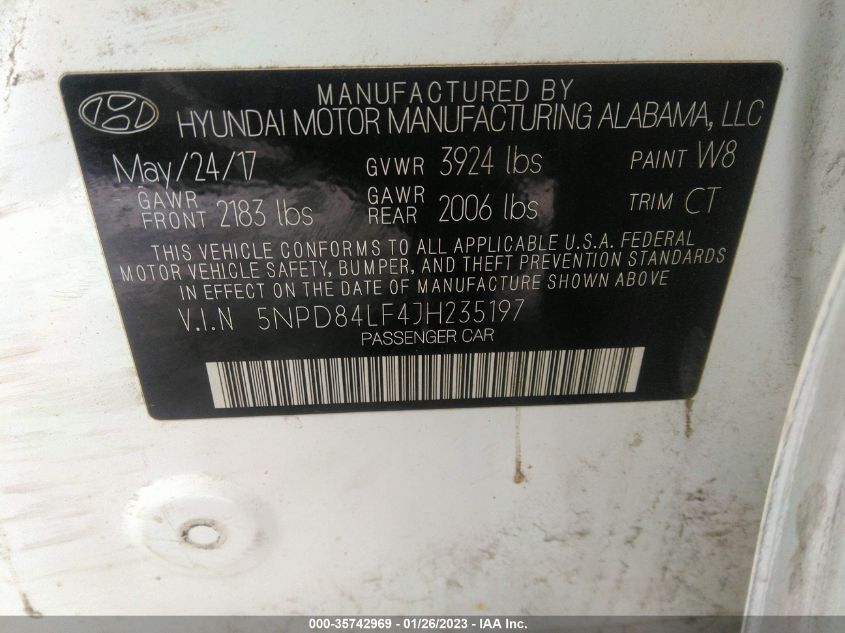 MANUFACTURED BY
HYUNDAI MOTOR MANUFACTURING ALABAMA, LLC
May/24/17 GVWR 3924 lbs PAINT W8
GAWR FRONT 2183 lbs GAWR REAR 2006 lbs TRIM CT
THIS VEHICLE CONFORMS TO ALL APPLICABLE U.S.A. FEDERAL
MOTOR VEHICLE SAFETY, BUMPER, AND THEFT PREVENTION STANDARDS
IN EFFECT ON THE DATE OF MANUFACTURE SHOWN ABOVE
V.I.N 5NPD84LF4JH235197
PASSENGER CAR
000-35742969 - 01/26/2023 - IAA Inc.